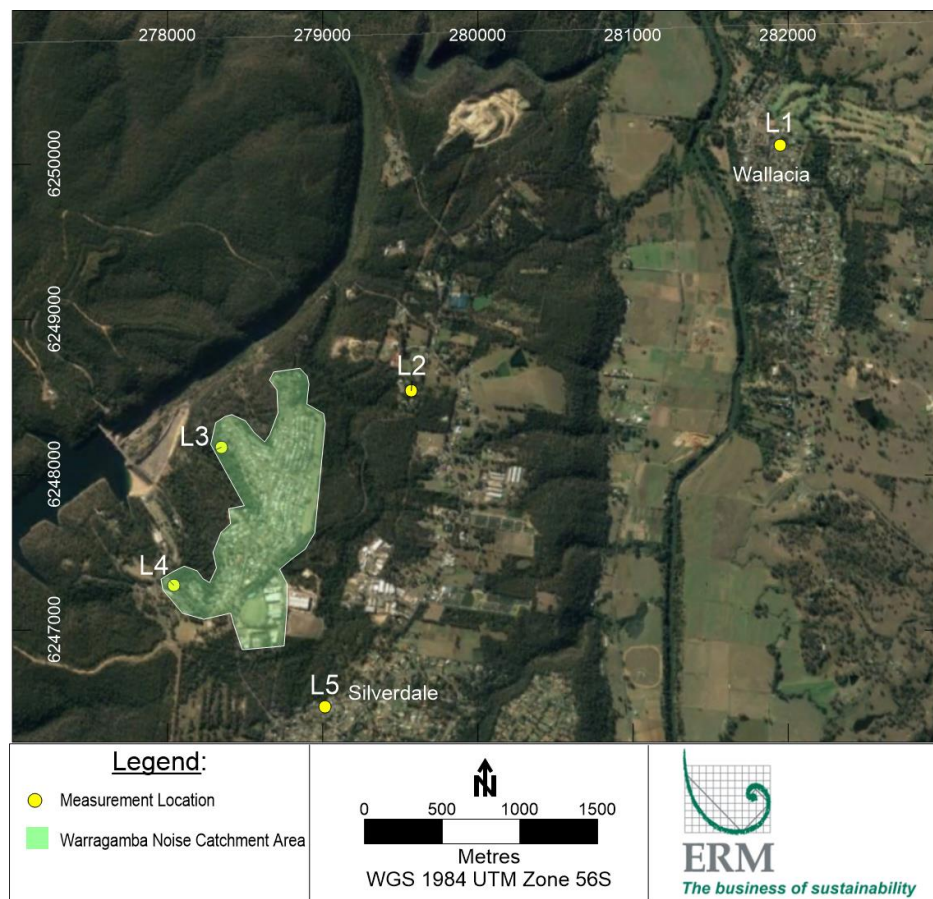 278000 279000 280000 281000 282000
6250000
6249000
6248000
6247000
L1
Wallacia
L2
L3
L4
L5 Silverdale
Legend:
Measurement Location
Warragamba Noise Catchment Area
N
0 500 1000 1500
Metres
WGS 1984 UTM Zone 56S
ERM
The business of sustainability